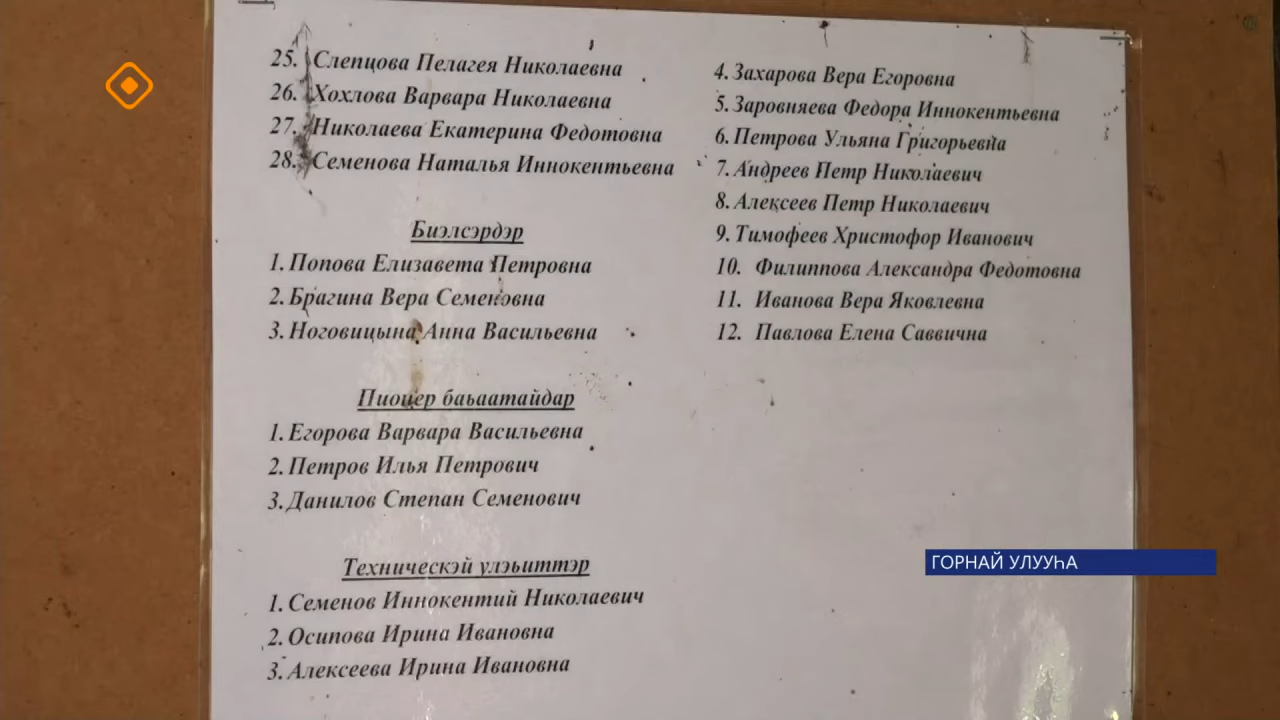 25. Слепцова Пелагея Николаевна
26. Хохлова Варвара Николаевна
27. Николаева Екатерина Федотовна
28. Семенова Наталья Иннокентьевна
Биэлсэрдэр
1. Попова Елизавета Петровна
2. Брагина Вера Семеновна
3. Ноговицына Анна Васильевна
Пионер баьаатайдар
1. Егорова Варвара Васильевна
2. Петров Илья Петрович
3. Данилов Степан Семенович
Техническэй улэьиттэр
1. Семенов Иннокентий Николаевич
2. Осипова Ирина Ивановна
3. Алексеева Ирина Ивановна
4. Захарова Вера Егоровна
5. Заровняева Федора Иннокентьевна
6. Петрова Ульяна Григорьевна
7. Андреев Петр Николаевич
8. Алексеев Петр Николаевич
9. Тимофеев Христофор Иванович
10. Филиппова Александра Федотовна
11. Иванова Вера Яковлевна
12. Павлова Елена Саввична
ГОРНАЙ УЛУУҺА